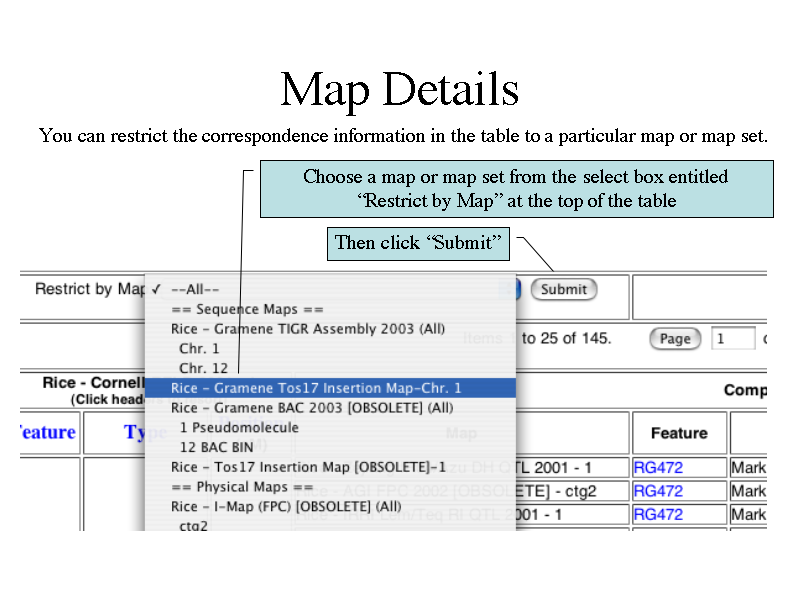 Map Details
You can restrict the correspondence information in the table to a particular map or map set.
Choose a map or map set from the select box entitled
“Restrict by Map” at the top of the table
Then click “Submit”
Restrict by Map ✓ --All-- Submit
== Sequence Maps ==
Rice - Gramene TIGR Assembly 2003 (All)
Items 1 to 25 of 145. Page 1
Chr. 1
Chr. 12
Rice - Cornell
(Click head
Rice - Gramene Tos17 Insertion Map-Chr. 1
Comp
Rice - Gramene BAC 2003 [OBSOLETE] (All)
eature Type Map Feature
1 Pseudomolecule
12 BAC BIN
Rice - Tos17 Insertion Map [OBSOLETE]-1
QTL 2001 - 1 RG472 Mark
== Physical Maps ==
AGI FPC 2002 [OBSOLETE] - ctg2 RG472 Mark
Rice - I-Map (FPC) [OBSOLETE] (All)
RI QTL 2001 - 1 RG472 Mark
ctg2